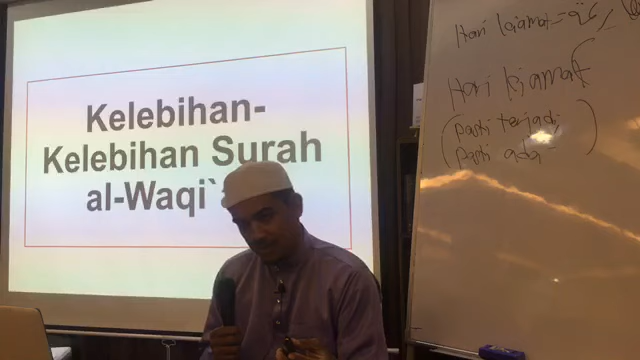 Kelebihan-
Kelebihan Surah
al-Waqi`
Hari kiamat =
Hari kiamat
(pasti terjadi)
pasti ada